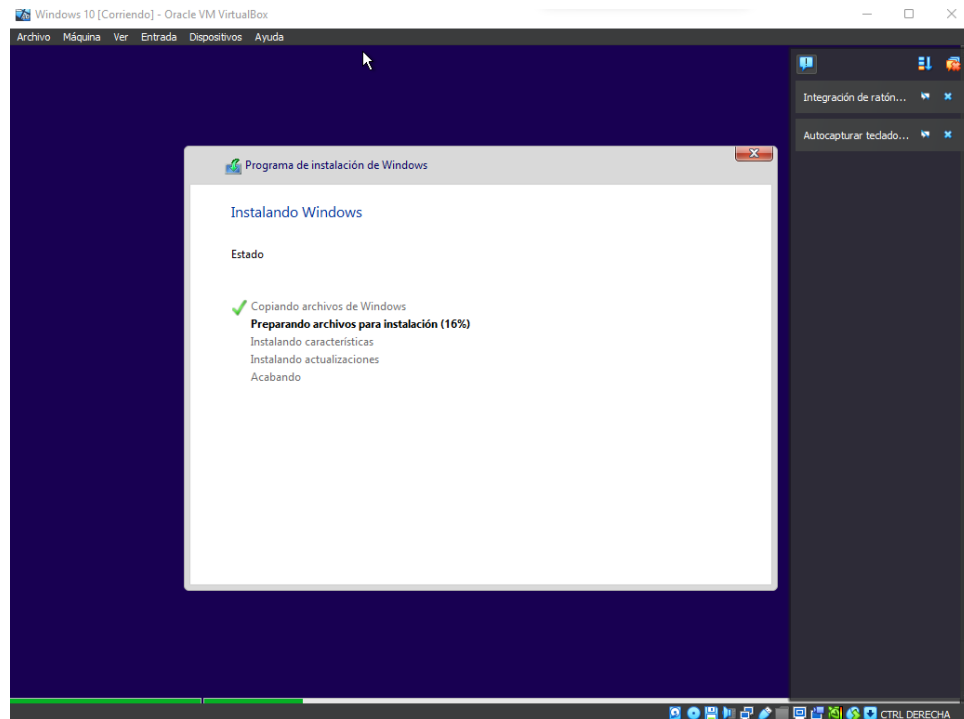 Windows 10 [Corriendo] - Oracle VM VirtualBox
Archivo Máquina Ver Entrada Dispositivos Ayuda
Integración de ratón...
Autocapturar teclado...
Programa de instalación de Windows
Instalando Windows
Estado
Copiando archivos de Windows
Preparando archivos para instalación (16%)
Instalando características
Instalando actualizaciones
Acabando
CTRL DERECHA